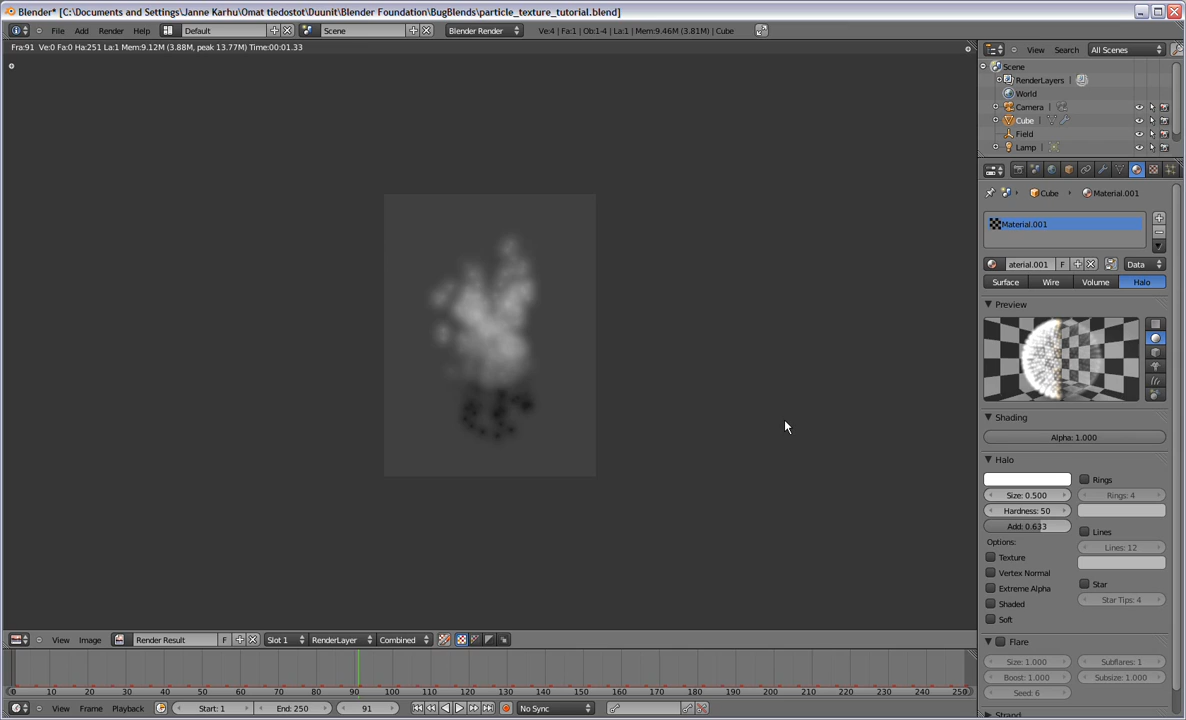 Blender* [C:\Documents and Settings\Janne Karhu\Omat tiedostot\Duunit\Blender Foundation\BugBlends\particle_texture_tutorial.blend]
File Add Render Help Default Scene Blender Render Ve:4 | Fa:1 | Ob:1-4 | La:1 | Mem:9.46M (3.81M) | Cube
Fra:91 Ve:0 Fa:0 Ha:251 La:1 Mem:9.12M (3.88M, peak 13.77M) Time:00:01.33
View Search All Scenes
Scene
RenderLayers |
World
Camera |
Cube |
Field
Lamp |
Cube Material.001
Material.001
aterial.001 F Data
Surface Wire Volume Halo
Preview
Shading
Alpha: 1.000
Halo
Rings
Size: 0.500 Rings: 4
Hardness: 50
Add: 0.633
Lines
Options: Lines: 12
Texture
Vertex Normal
Extreme Alpha Star
Shaded Star Tips: 4
Soft
Flare
Size: 1.000 Subflares: 1
Boost: 1.000 Subsize: 1.000
Seed: 6
Strand
View Image Render Result F Slot 1 RenderLayer Combined
0 10 20 30 40 50 60 70 80 90 100 110 120 130 140 150 160 170 180 190 200 210 220 230 240 250
View Frame Playback Start: 1 End: 250 91 No Sync